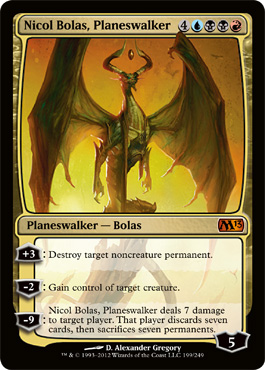 Nicol Bolas, Planeswalker 4
Planeswalker — Bolas
M13
+3 : Destroy target noncreature permanent.
-2 : Gain control of target creature.
Nicol Bolas, Planeswalker deals 7 damage
-9 : to target player. That player discards seven
cards, then sacrifices seven permanents.
5
D. Alexander Gregory
™ & © 1993-2012 Wizards of the Coast LLC 199/249